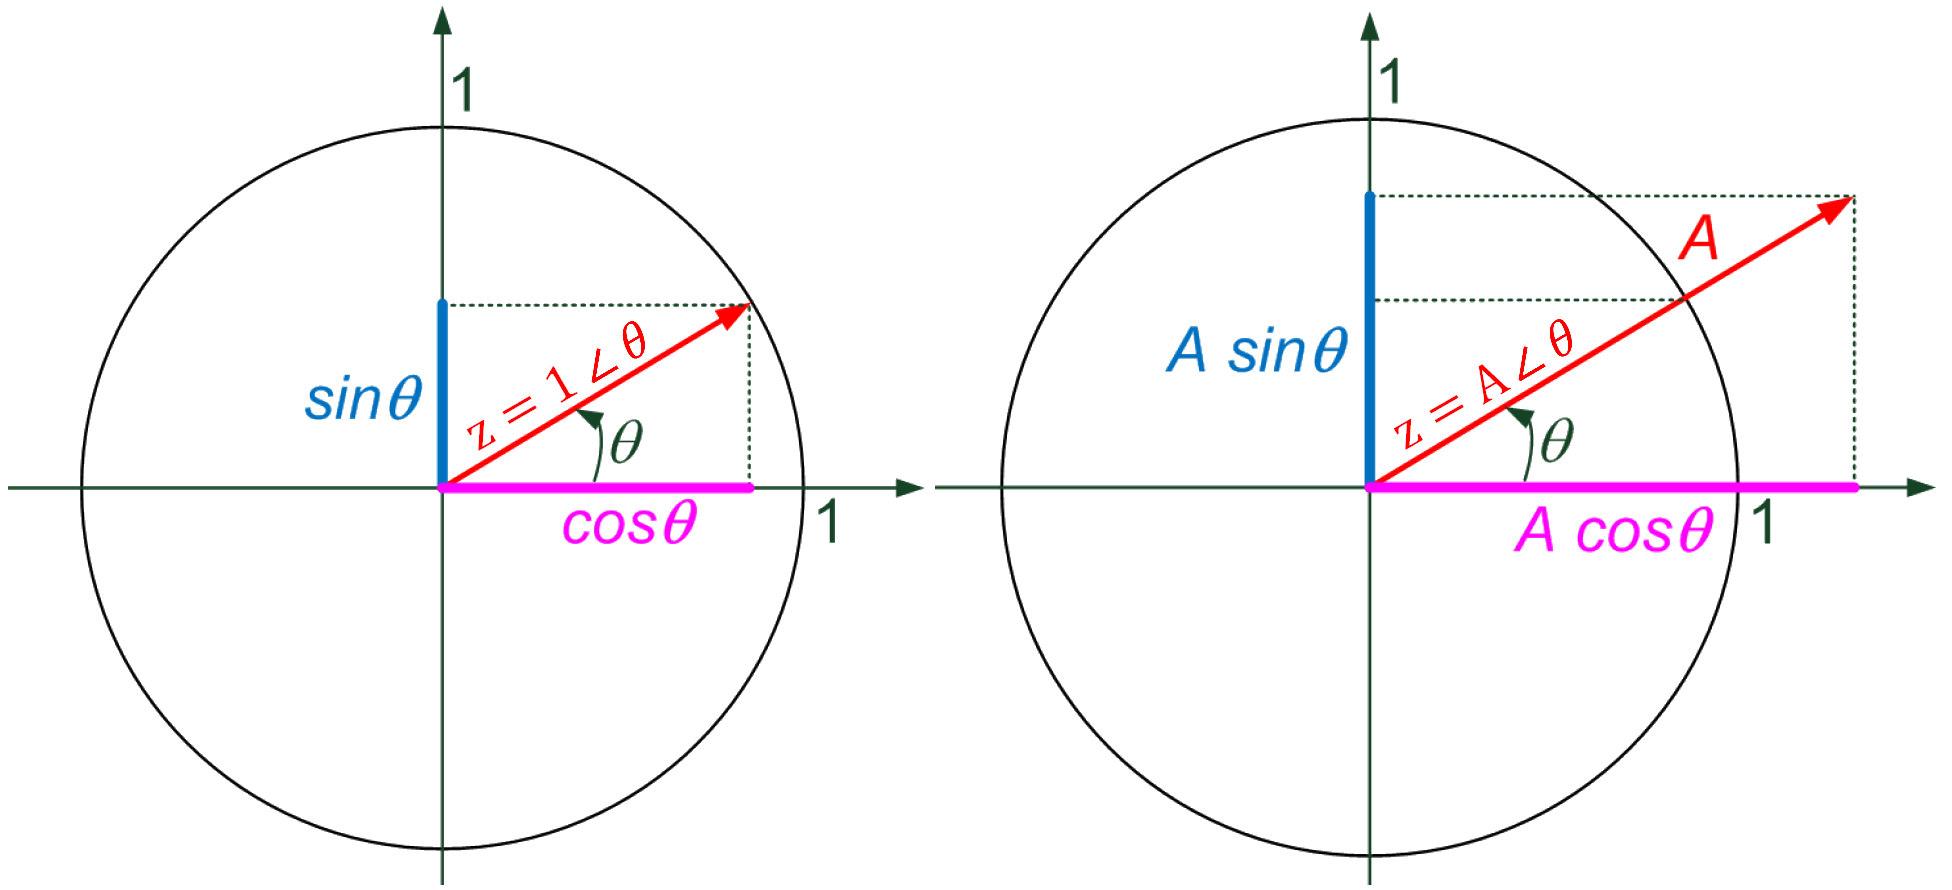 1
sinθ
z = 1 ∠ θ
θ
cosθ
1
1
A
A sinθ
z = A ∠ θ
θ
A cosθ
1